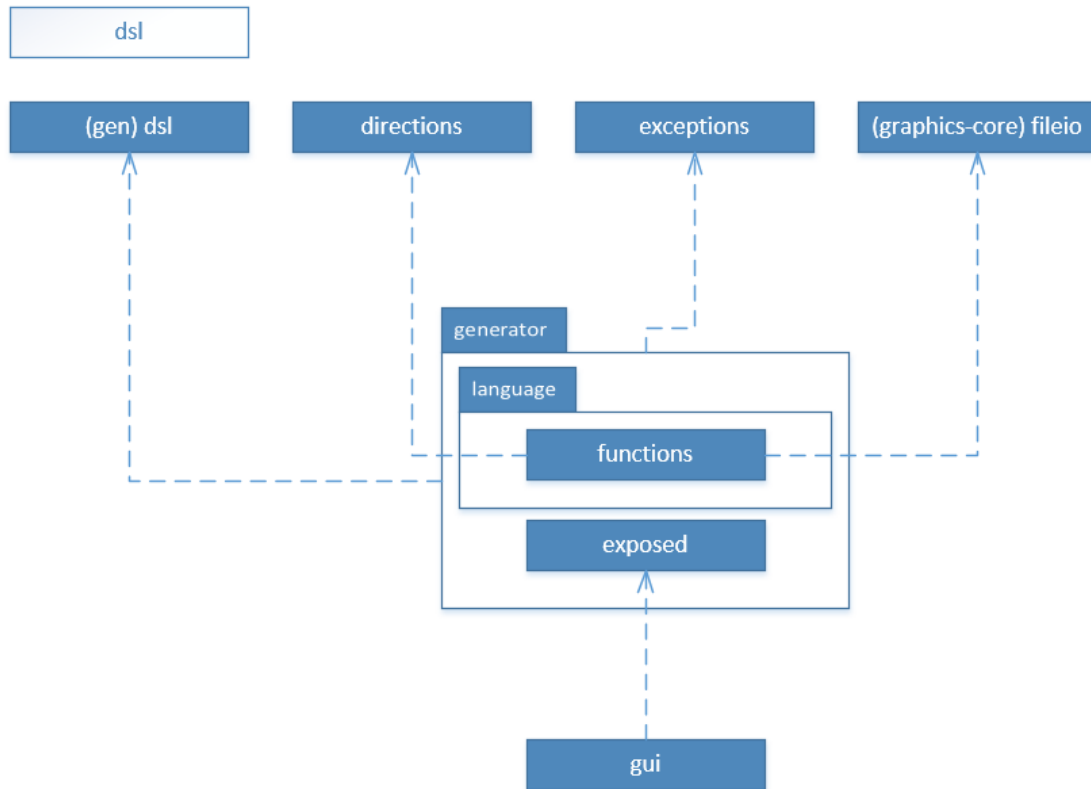 dsl
(gen) dsl
directions
exceptions
(graphics-core) fileio
generator
language
functions
exposed
gui